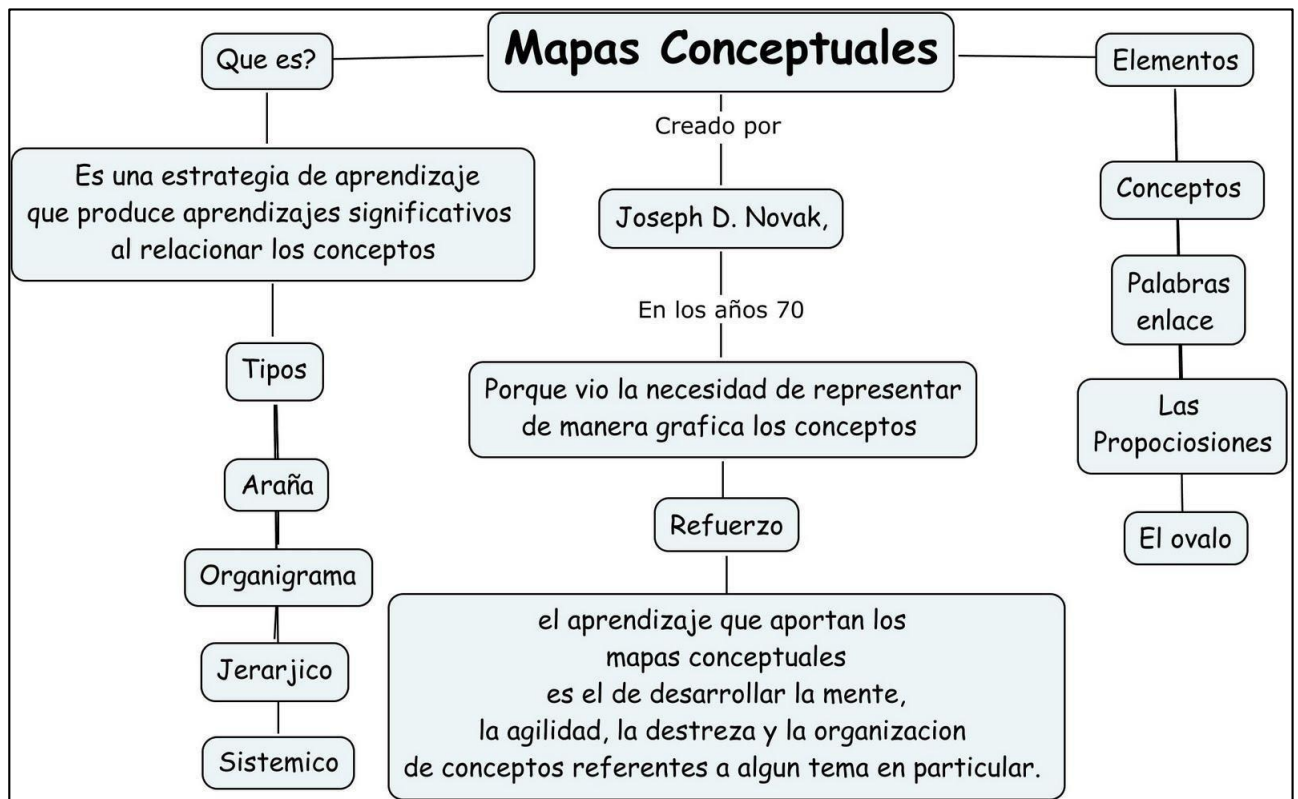 Mapas Conceptuales
Que es?
Es una estrategia de aprendizaje
que produce aprendizajes significativos
al relacionar los conceptos
Tipos
Araña
Organigrama
Jerarjico
Sistemico
Creado por
Joseph D. Novak,
En los años 70
Porque vio la necesidad de representar
de manera grafica los conceptos
Refuerzo
el aprendizaje que aportan los
mapas conceptuales
es el de desarrollar la mente,
la agilidad, la destreza y la organizacion
de conceptos referentes a algun tema en particular.
Elementos
Conceptos
Palabras
enlace
Las
Propociosiones
El ovalo